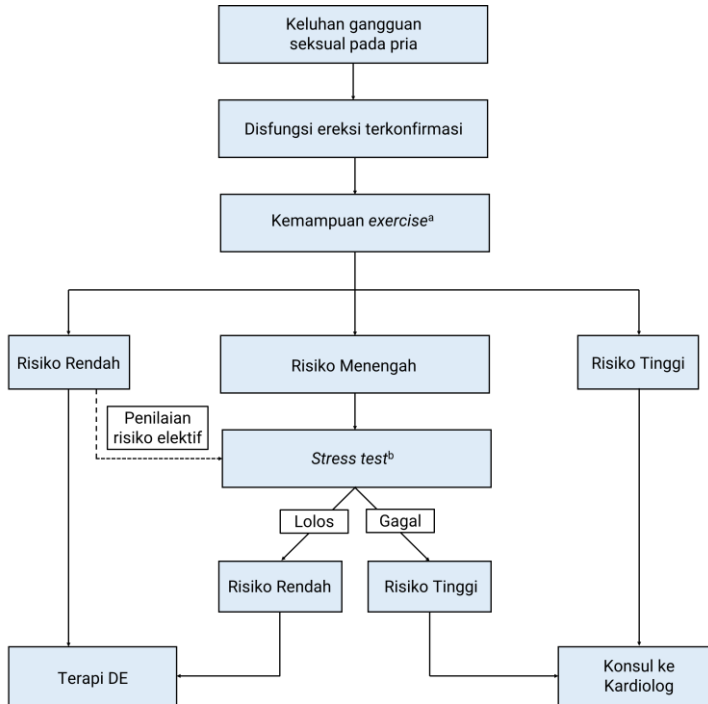 Keluhan gangguan
seksual pada pria
Disfungsi ereksi terkonfirmasi
Kemampuan exerciseᵃ
Risiko Rendah
Risiko Menengah
Risiko Tinggi
Penilaian
risiko elektif
Stress testᵇ
Lolos
Gagal
Risiko Rendah
Risiko Tinggi
Terapi DE
Konsul ke
Kardiolog